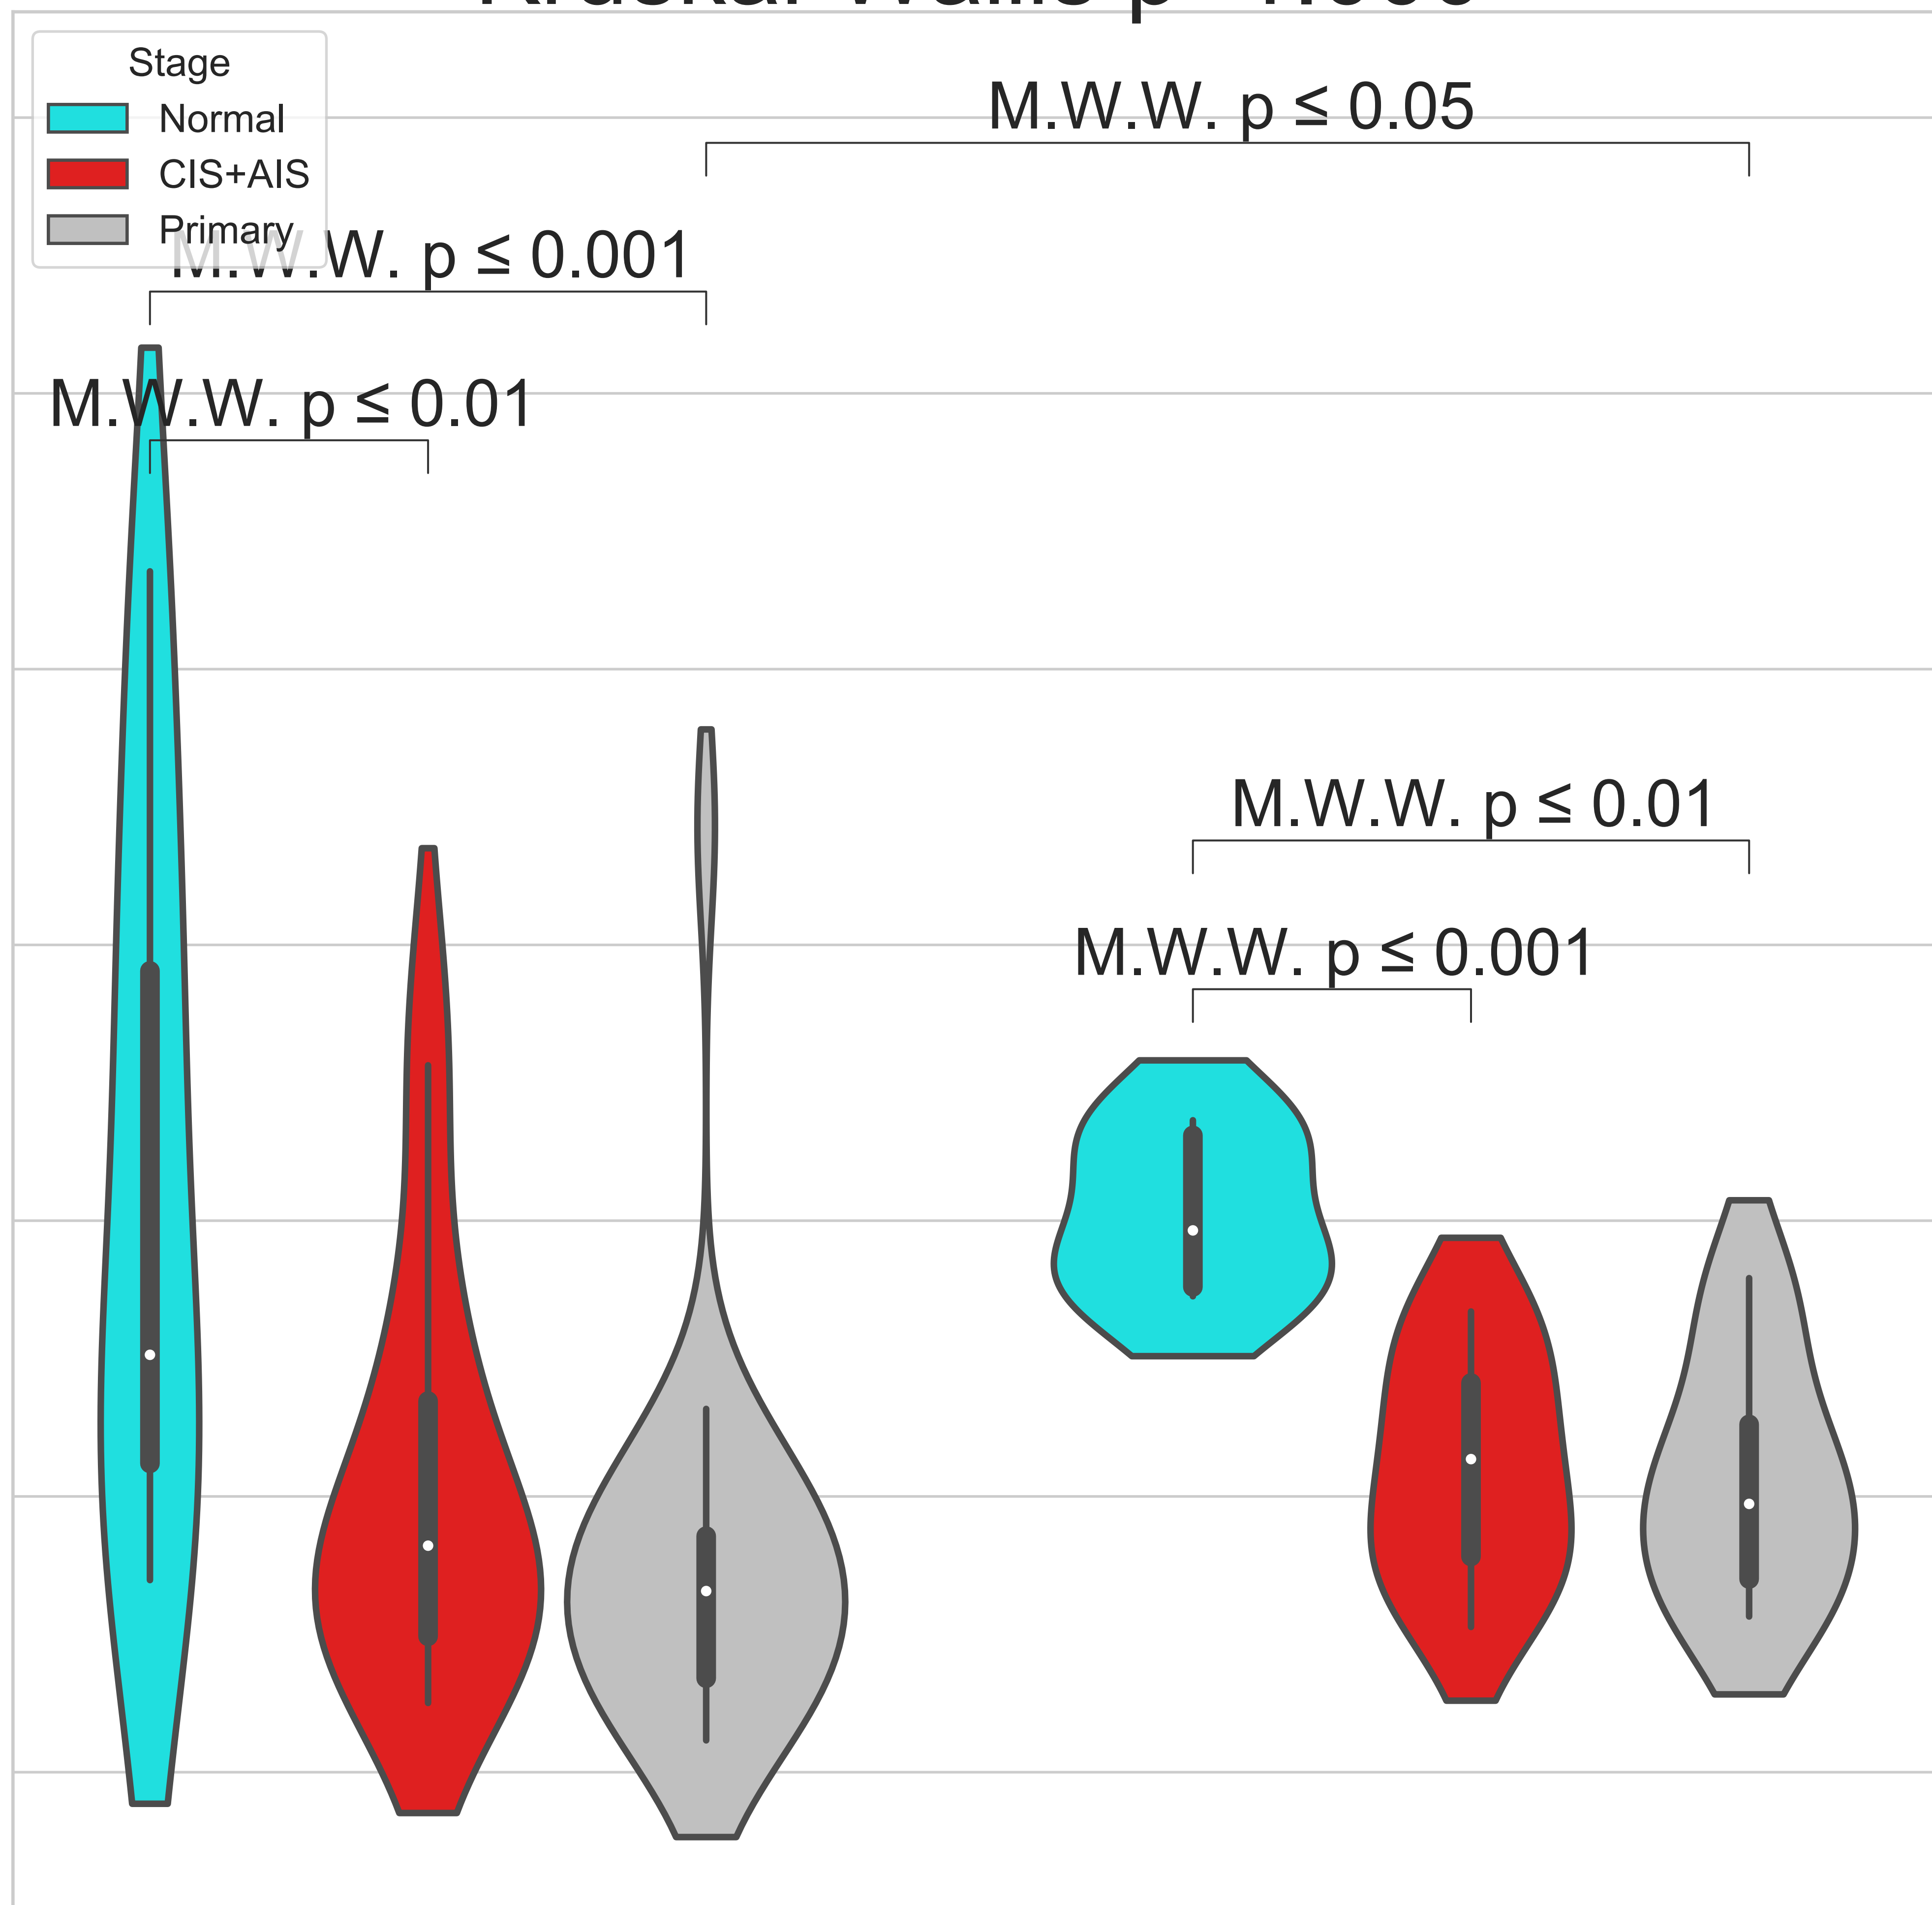 Stage
Normal
CIS+AIS
Primary
M.W.W. p ≤ 0.05
M.W.W. p ≤ 0.001
M.W.W. p ≤ 0.01
M.W.W. p ≤ 0.01
M.W.W. p ≤ 0.001